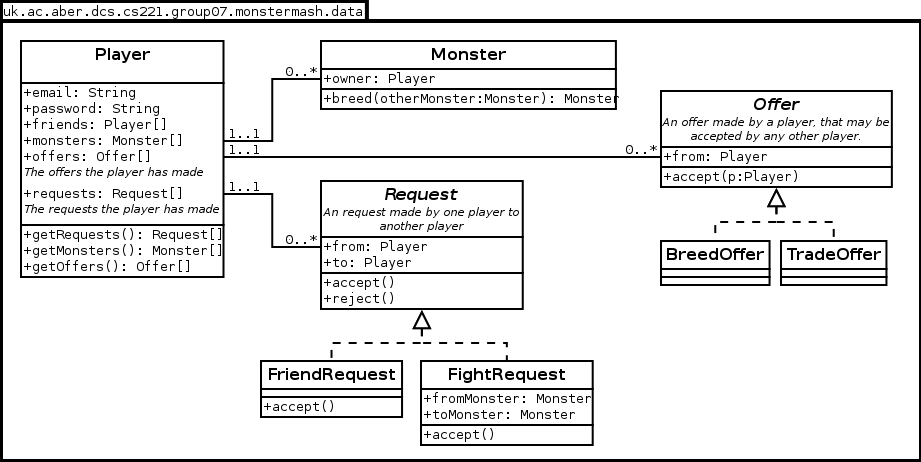 uk.ac.aber.dcs.cs221.group07.monstermash.data
Player
+email: String
+password: String
+friends: Player[]
+monsters: Monster[]
+offers: Offer[]
The offers the player has made
+requests: Request[]
The requests the player has made
+getRequests(): Request[]
+getMonsters(): Monster[]
+getOffers(): Offer[]
1..1
0..*
1..1
0..*
1..1
0..*
Monster
+owner: Player
+breed(otherMonster:Monster): Monster
Offer
An offer made by a player, that may be
accepted by any other player.
+from: Player
+accept(p:Player)
Request
An request made by one player to
another player
+from: Player
+to: Player
+accept()
+reject()
BreedOffer
TradeOffer
FriendRequest
+accept()
FightRequest
+fromMonster: Monster
+toMonster: Monster
+accept()